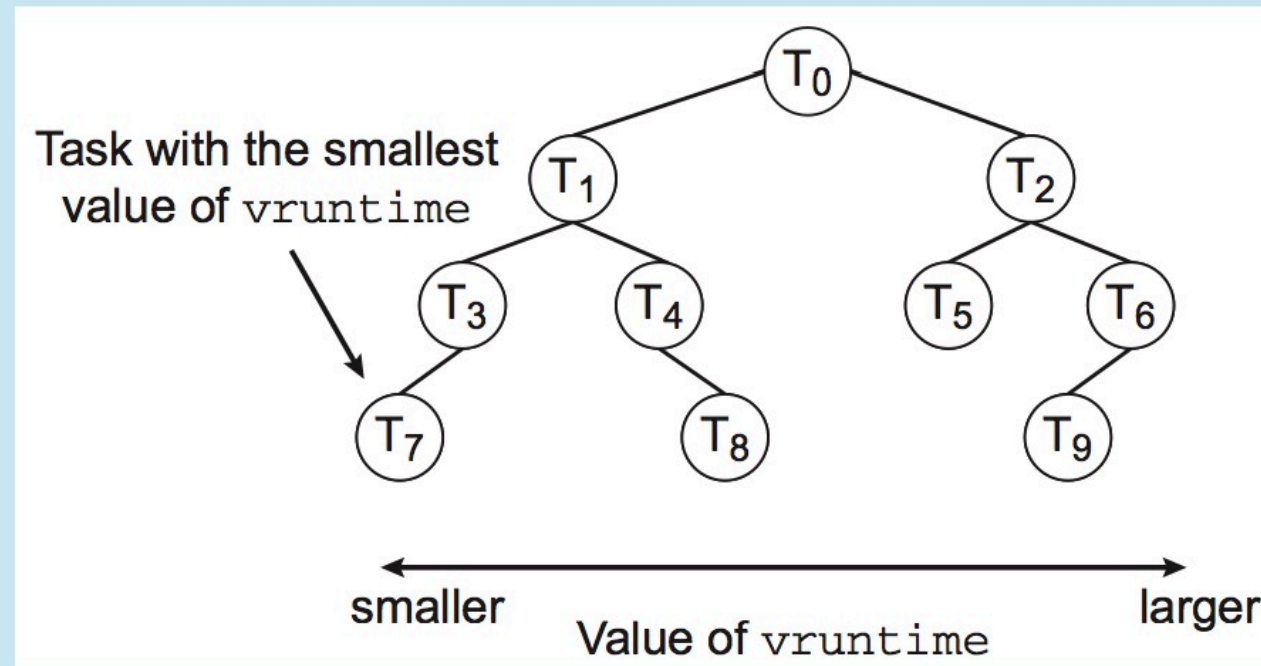 T0
T1
T2
Task with the smallest
value of vruntime
T3
T4
T5
T6
T7
T8
T9
smaller
larger
Value of vruntime